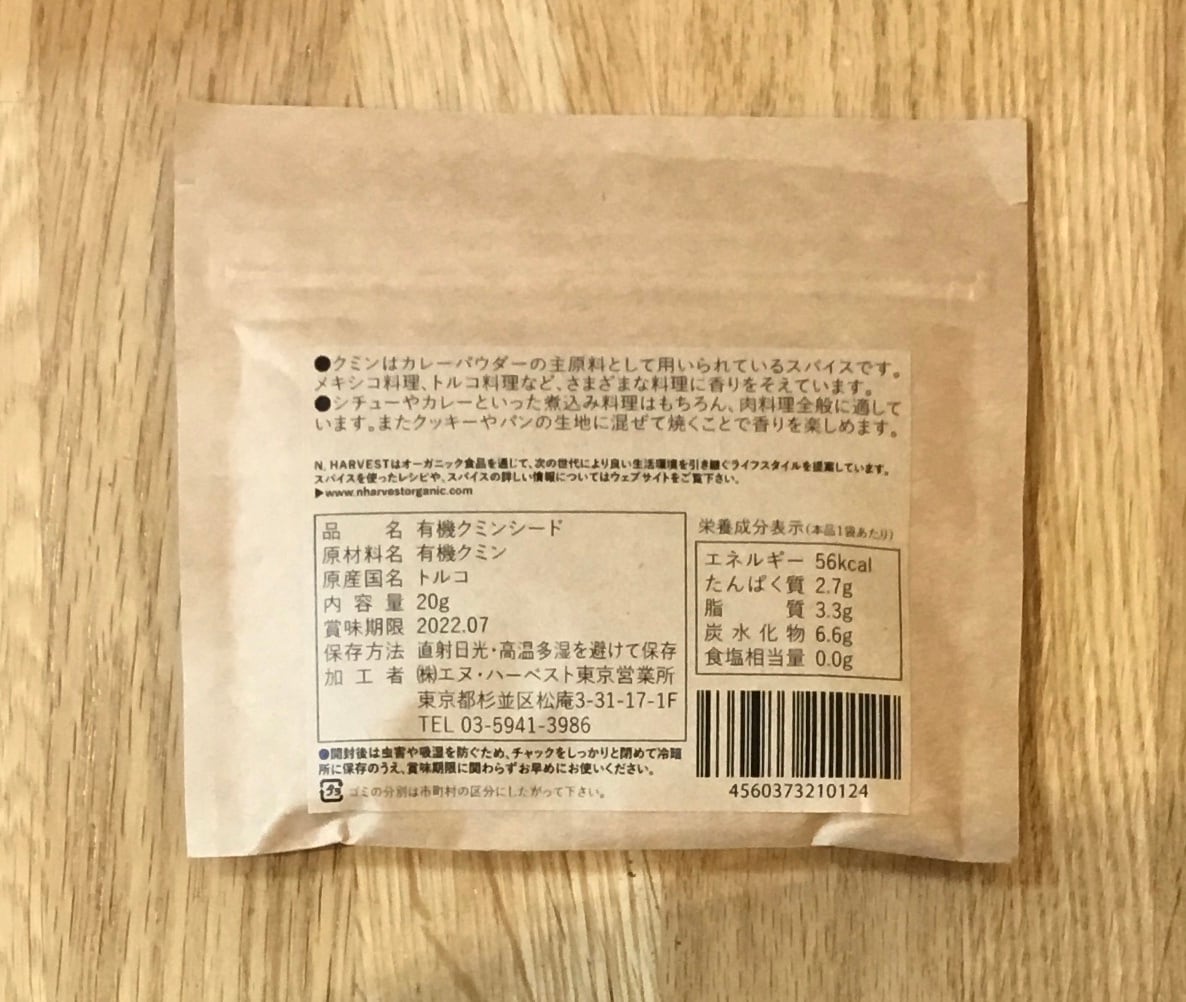 ●クミンはカレーパウダーの主原料として用いられているスパイスです。
メキシコ料理、トルコ料理など、さまざまな料理に香りをそえています。
●シチューやカレーといった煮込み料理はもちろん、肉料理全般に適して
います。またクッキーやパンの生地に混ぜて焼くことで香りを楽しめます。
N. HARVESTはオーガニック食品を通じて、次の世代により良い生活環境を引き継ぐライフスタイルを提案しています。
スパイスを使ったレシピや、スパイスの詳しい情報についてはウェブサイトをご覧下さい。
▶www.nharvestorganic.com
品名 有機クミンシード
原材料名 有機クミン
原産国名 トルコ
内容量 20g
賞味期限 2022.07
保存方法 直射日光・高温多湿を避けて保存
加工者 ㈱エヌ・ハーベスト東京営業所
東京都杉並区松庵3-31-17-1F
TEL 03-5941-3986
●開封後は虫害や吸湿を防ぐため、チャックをしっかりと閉めて冷暗
所に保存のうえ、賞味期限に関わらずお早めにお使いください。
プラ ゴミの分別は市町村の区分にしたがって下さい。
栄養成分表示(本品1袋あたり)
エネルギー 56kcal
たんぱく質 2.7g
脂質 3.3g
炭水化物 6.6g
食塩相当量 0.0g
4560373210124